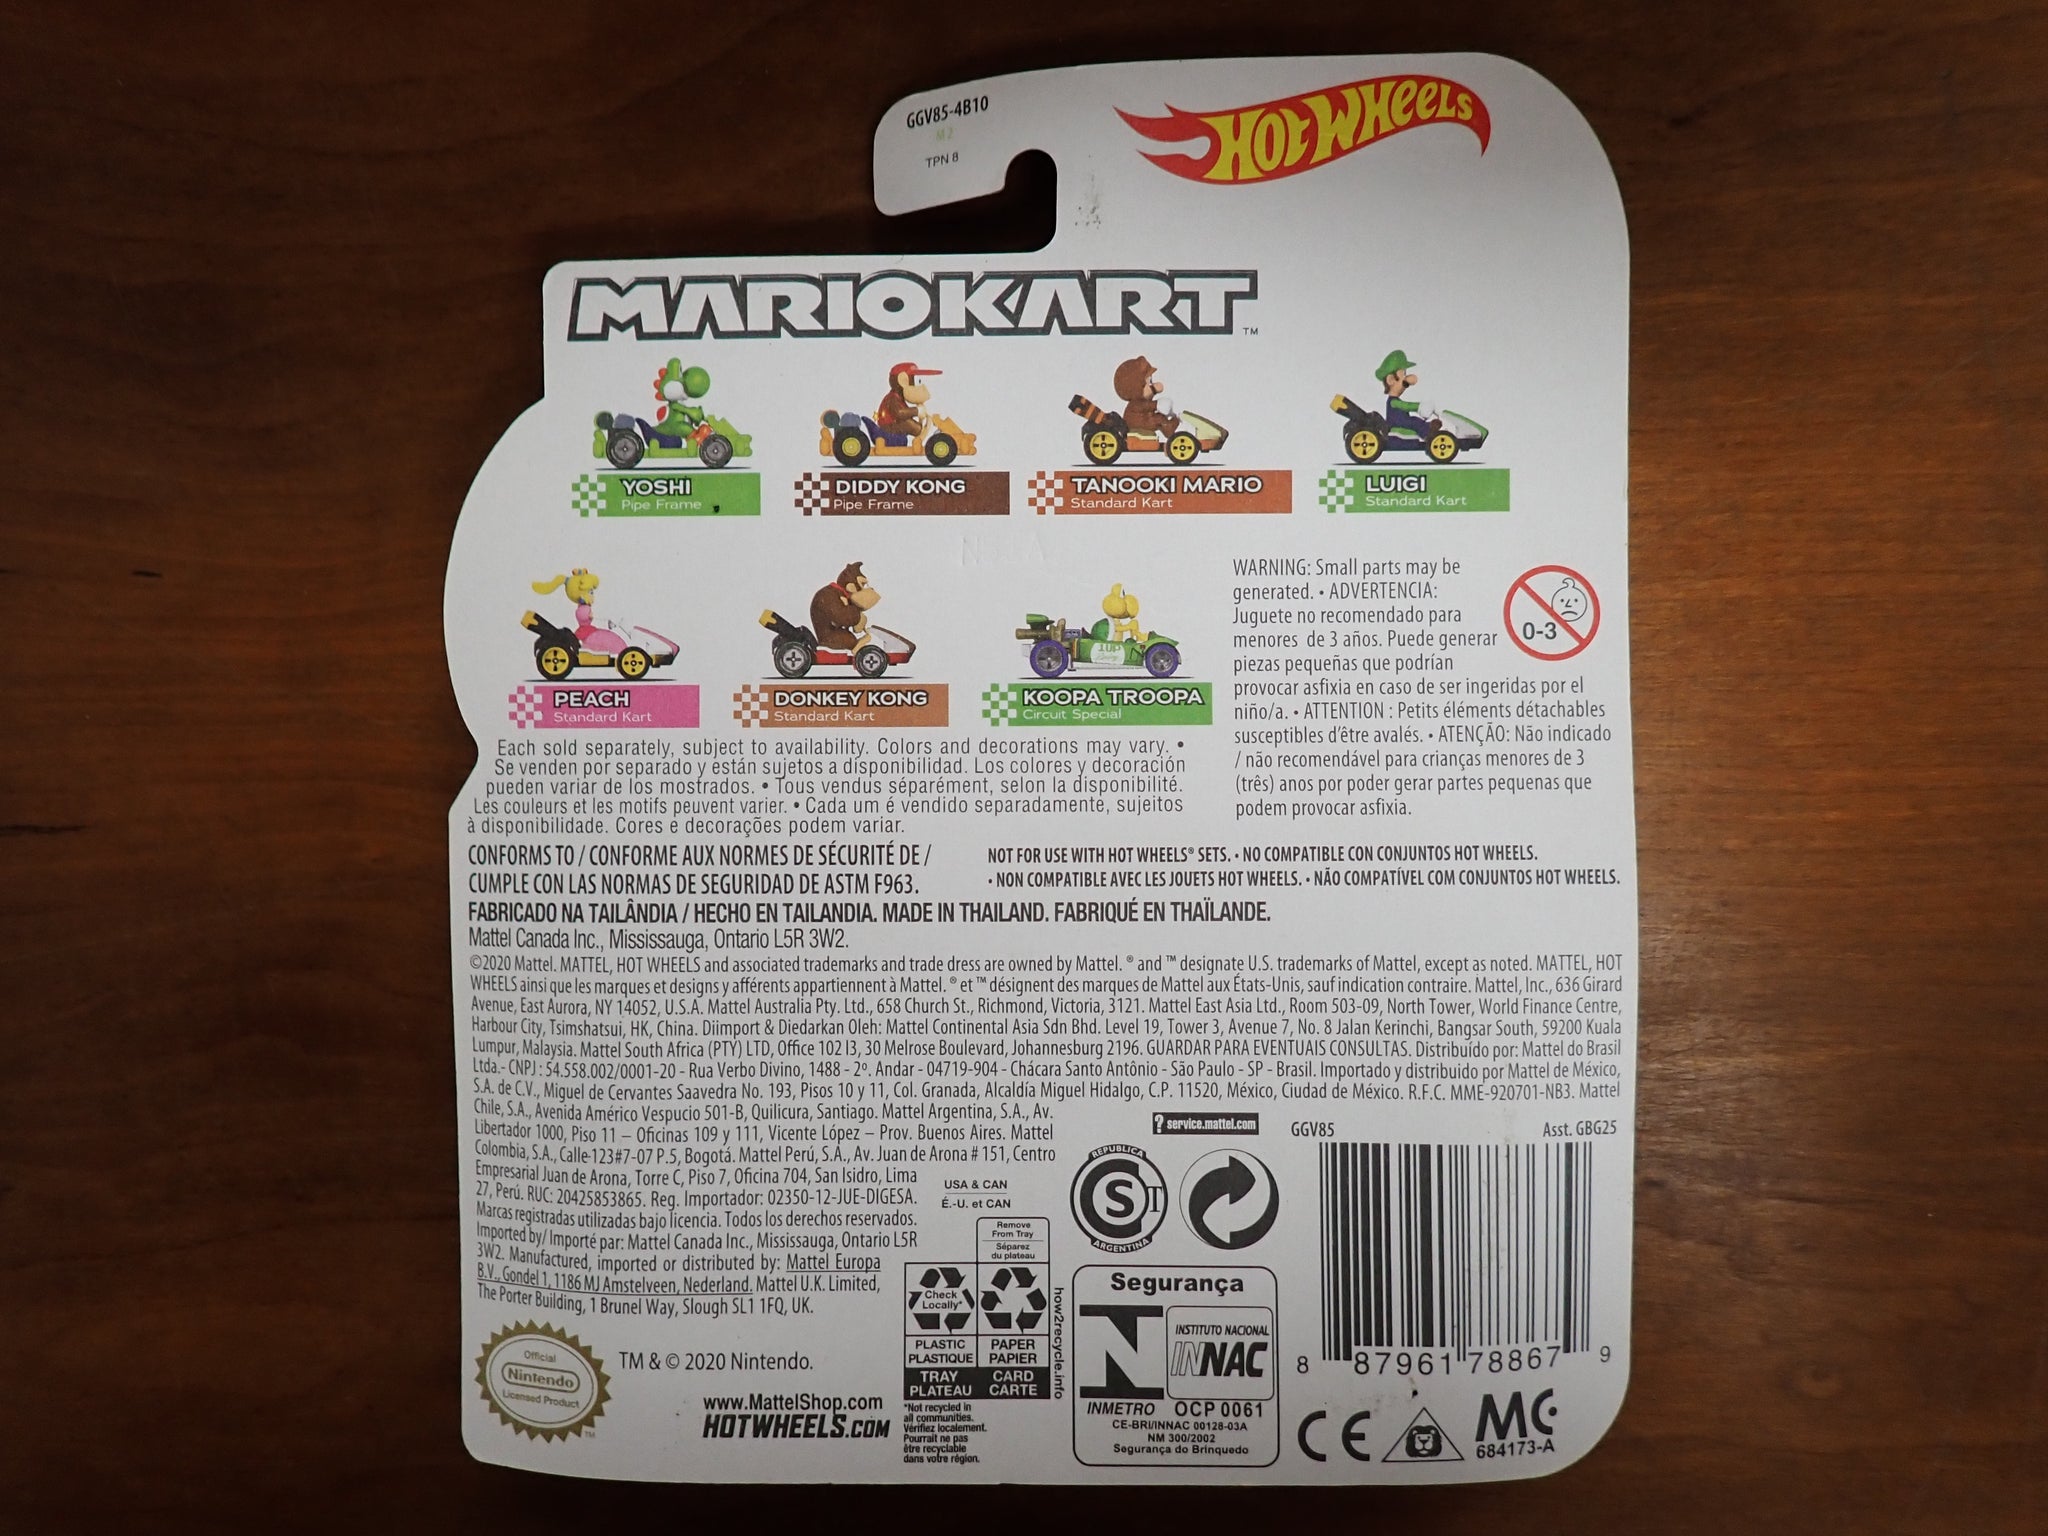 GGV85-4B10
M2
TPN 8
HOT WHEELS
MARIOKART™
YOSHI
Pipe Frame
DIDDY KONG
Pipe Frame
TANOOKI MARIO
Standard Kart
LUIGI
Standard Kart
PEACH
Standard Kart
DONKEY KONG
Standard Kart
1UP
KOOPA TROOPA
Circuit Special
WARNING: Small parts may be
generated. • ADVERTENCIA:
Juguete no recomendado para
menores de 3 años. Puede generar
piezas pequeñas que podrían
provocar asfixia en caso de ser ingeridas por el
niño/a. • ATTENTION : Petits éléments détachables
susceptibles d'être avalés. • ATENÇÃO: Não indicado
/ não recomendável para crianças menores de 3
(três) anos por poder gerar partes pequenas que
podem provocar asfixia.
0-3
Each sold separately, subject to availability. Colors and decorations may vary. •
Se venden por separado y están sujetos a disponibilidad. Los colores y decoración
pueden variar de los mostrados. • Tous vendus séparément, selon la disponibilité.
Les couleurs et les motifs peuvent varier. • Cada um é vendido separadamente, sujeitos
à disponibilidade. Cores e decorações podem variar.
CONFORMS TO / CONFORME AUX NORMES DE SÉCURITÉ DE /
CUMPLE CON LAS NORMAS DE SEGURIDAD DE ASTM F963.
NOT FOR USE WITH HOT WHEELS® SETS. • NO COMPATIBLE CON CONJUNTOS HOT WHEELS.
• NON COMPATIBLE AVEC LES JOUETS HOT WHEELS. • NÃO COMPATÍVEL COM CONJUNTOS HOT WHEELS.
FABRICADO NA TAILÂNDIA / HECHO EN TAILANDIA. MADE IN THAILAND. FABRIQUÉ EN THAÏLANDE.
Mattel Canada Inc., Mississauga, Ontario L5R 3W2.
©2020 Mattel. MATTEL, HOT WHEELS and associated trademarks and trade dress are owned by Mattel. ® and ™ designate U.S. trademarks of Mattel, except as noted. MATTEL, HOT
WHEELS ainsi que les marques et designs y afférents appartiennent à Mattel. ® et ™ désignent des marques de Mattel aux États-Unis, sauf indication contraire. Mattel, Inc., 636 Girard
Avenue, East Aurora, NY 14052, U.S.A. Mattel Australia Pty. Ltd., 658 Church St., Richmond, Victoria, 3121. Mattel East Asia Ltd., Room 503-09, North Tower, World Finance Centre,
Harbour City, Tsimshatsui, HK, China. Diimport & Diedarkan Oleh: Mattel Continental Asia Sdn Bhd. Level 19, Tower 3, Avenue 7, No. 8 Jalan Kerinchi, Bangsar South, 59200 Kuala
Lumpur, Malaysia. Mattel South Africa (PTY) LTD, Office 102 I3, 30 Melrose Boulevard, Johannesburg 2196. GUARDAR PARA EVENTUAIS CONSULTAS. Distribuído por: Mattel do Brasil
Ltda.- CNPJ : 54.558.002/0001-20 - Rua Verbo Divino, 1488 - 2º. Andar - 04719-904 - Chácara Santo Antônio - São Paulo - SP - Brasil. Importado y distribuido por Mattel de México,
S.A. de C.V., Miguel de Cervantes Saavedra No. 193, Pisos 10 y 11, Col. Granada, Alcaldía Miguel Hidalgo, C.P. 11520, México, Ciudad de México. R.F.C. MME-920701-NB3. Mattel
Chile, S.A., Avenida Américo Vespucio 501-B, Quilicura, Santiago. Mattel Argentina, S.A., Av.
Libertador 1000, Piso 11 – Oficinas 109 y 111, Vicente López – Prov. Buenos Aires. Mattel
Colombia, S.A., Calle 123#7-07 P.5, Bogotá. Mattel Perú, S.A., Av. Juan de Arona # 151, Centro
Empresarial Juan de Arona, Torre C, Piso 7, Oficina 704, San Isidro, Lima
27, Perú. RUC: 20425853865. Reg. Importador: 02350-12-JUE-DIGESA.
Marcas registradas utilizadas bajo licencia. Todos los derechos reservados.
Imported by/ Importé par: Mattel Canada Inc., Mississauga, Ontario L5R
3W2. Manufactured, imported or distributed by: Mattel Europa
B.V., Gondel 1, 1186 MJ Amstelveen, Nederland. Mattel U.K. Limited,
The Porter Building, 1 Brunel Way, Slough SL1 1FQ, UK.
? service.mattel.com
REPUBLICA
ST
ARGENTINA
GGV85
Asst. GBG25
8 87961 78867 9
USA & CAN
É.-U. et CAN
Remove
From Tray
Séparez
du plateau
Check
Locally*
PLASTIC
PLASTIQUE
PAPER
PAPIER
TRAY
PLATEAU
CARD
CARTE
how2recycle.info
*Not recycled in
all communities.
Vérifiez localement.
Pourrait ne pas
être recyclable
dans votre région.
Segurança
INSTITUTO NACIONAL
INNAC
INMETRO OCP 0061
CE-BRI/INNAC 00128-03A
NM 300/2002
Segurança do Brinquedo
Official
Nintendo
Licensed Product
TM
TM & © 2020 Nintendo.
www.MattelShop.com
HOTWHEELS.COM
CE
MC
684173-A